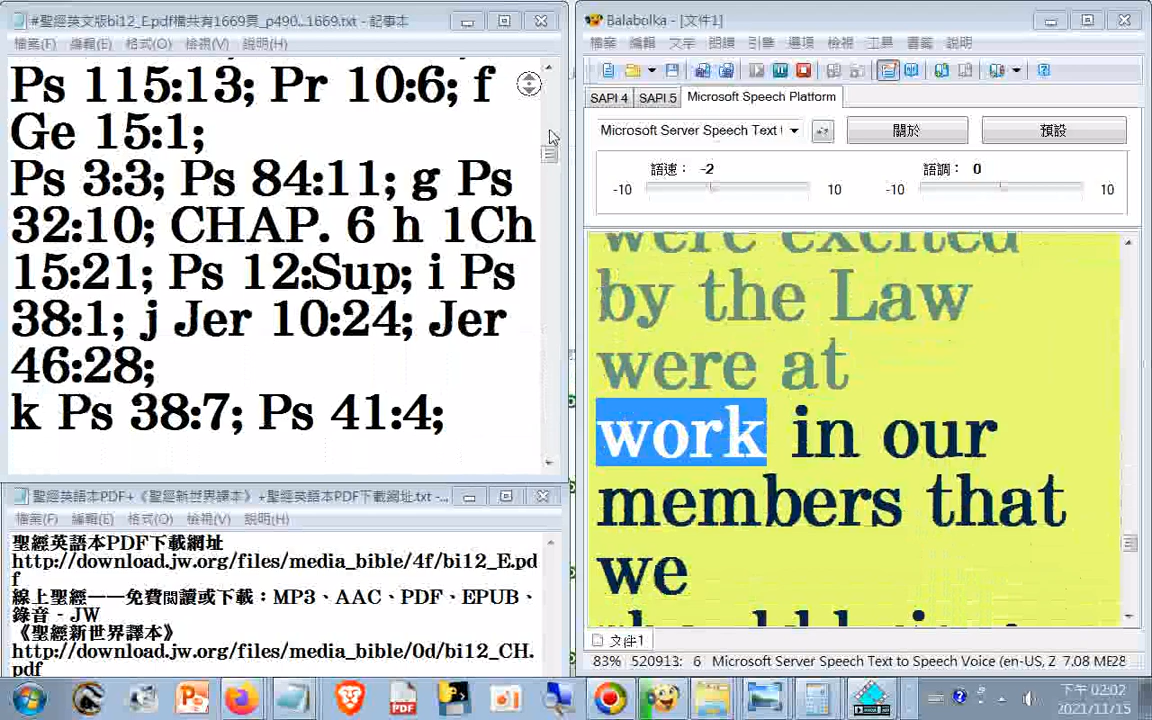 #聖經英文版bi12_E.pdf檔共有1669頁_p490...1669.txt - 記事本
檔案(F) 編輯(E) 格式(O) 檢視(V) 說明(H)
Ps 115:13; Pr 10:6; f
Ge 15:1;
Ps 3:3; Ps 84:11; g Ps
32:10; CHAP. 6 h 1Ch
15:21; Ps 12:Sup; i Ps
38:1; j Jer 10:24; Jer
46:28;
k Ps 38:7; Ps 41:4;
聖經英語本PDF+《聖經新世界譯本》+聖經英語本PDF下載網址.txt - ...
檔案(F) 編輯(E) 格式(O) 檢視(V) 說明(H)
聖經英語本PDF下載網址
http://download.jw.org/files/media_bible/4f/bi12_E.pd
f
線上聖經——免費閱讀或下載：MP3、AAC、PDF、EPUB、
錄音 - JW
《聖經新世界譯本》
http://download.jw.org/files/media_bible/0d/bi12_CH.
pdf
Balabolka - [文件1]
檔案 編輯 文字 朗讀 引擎 選項 檢視 工具 書籤 說明
SAPI 4 SAPI 5 Microsoft Speech Platform
Microsoft Server Speech Text
關於 預設
語速： -2 語調： 0
-10 10 -10 10
were excited
by the Law
were at
work in our
members that
we
文件1
83% 520913: 6 Microsoft Server Speech Text to Speech Voice (en-US, Z 7.08 ME28
下午 02:02
2021/11/15